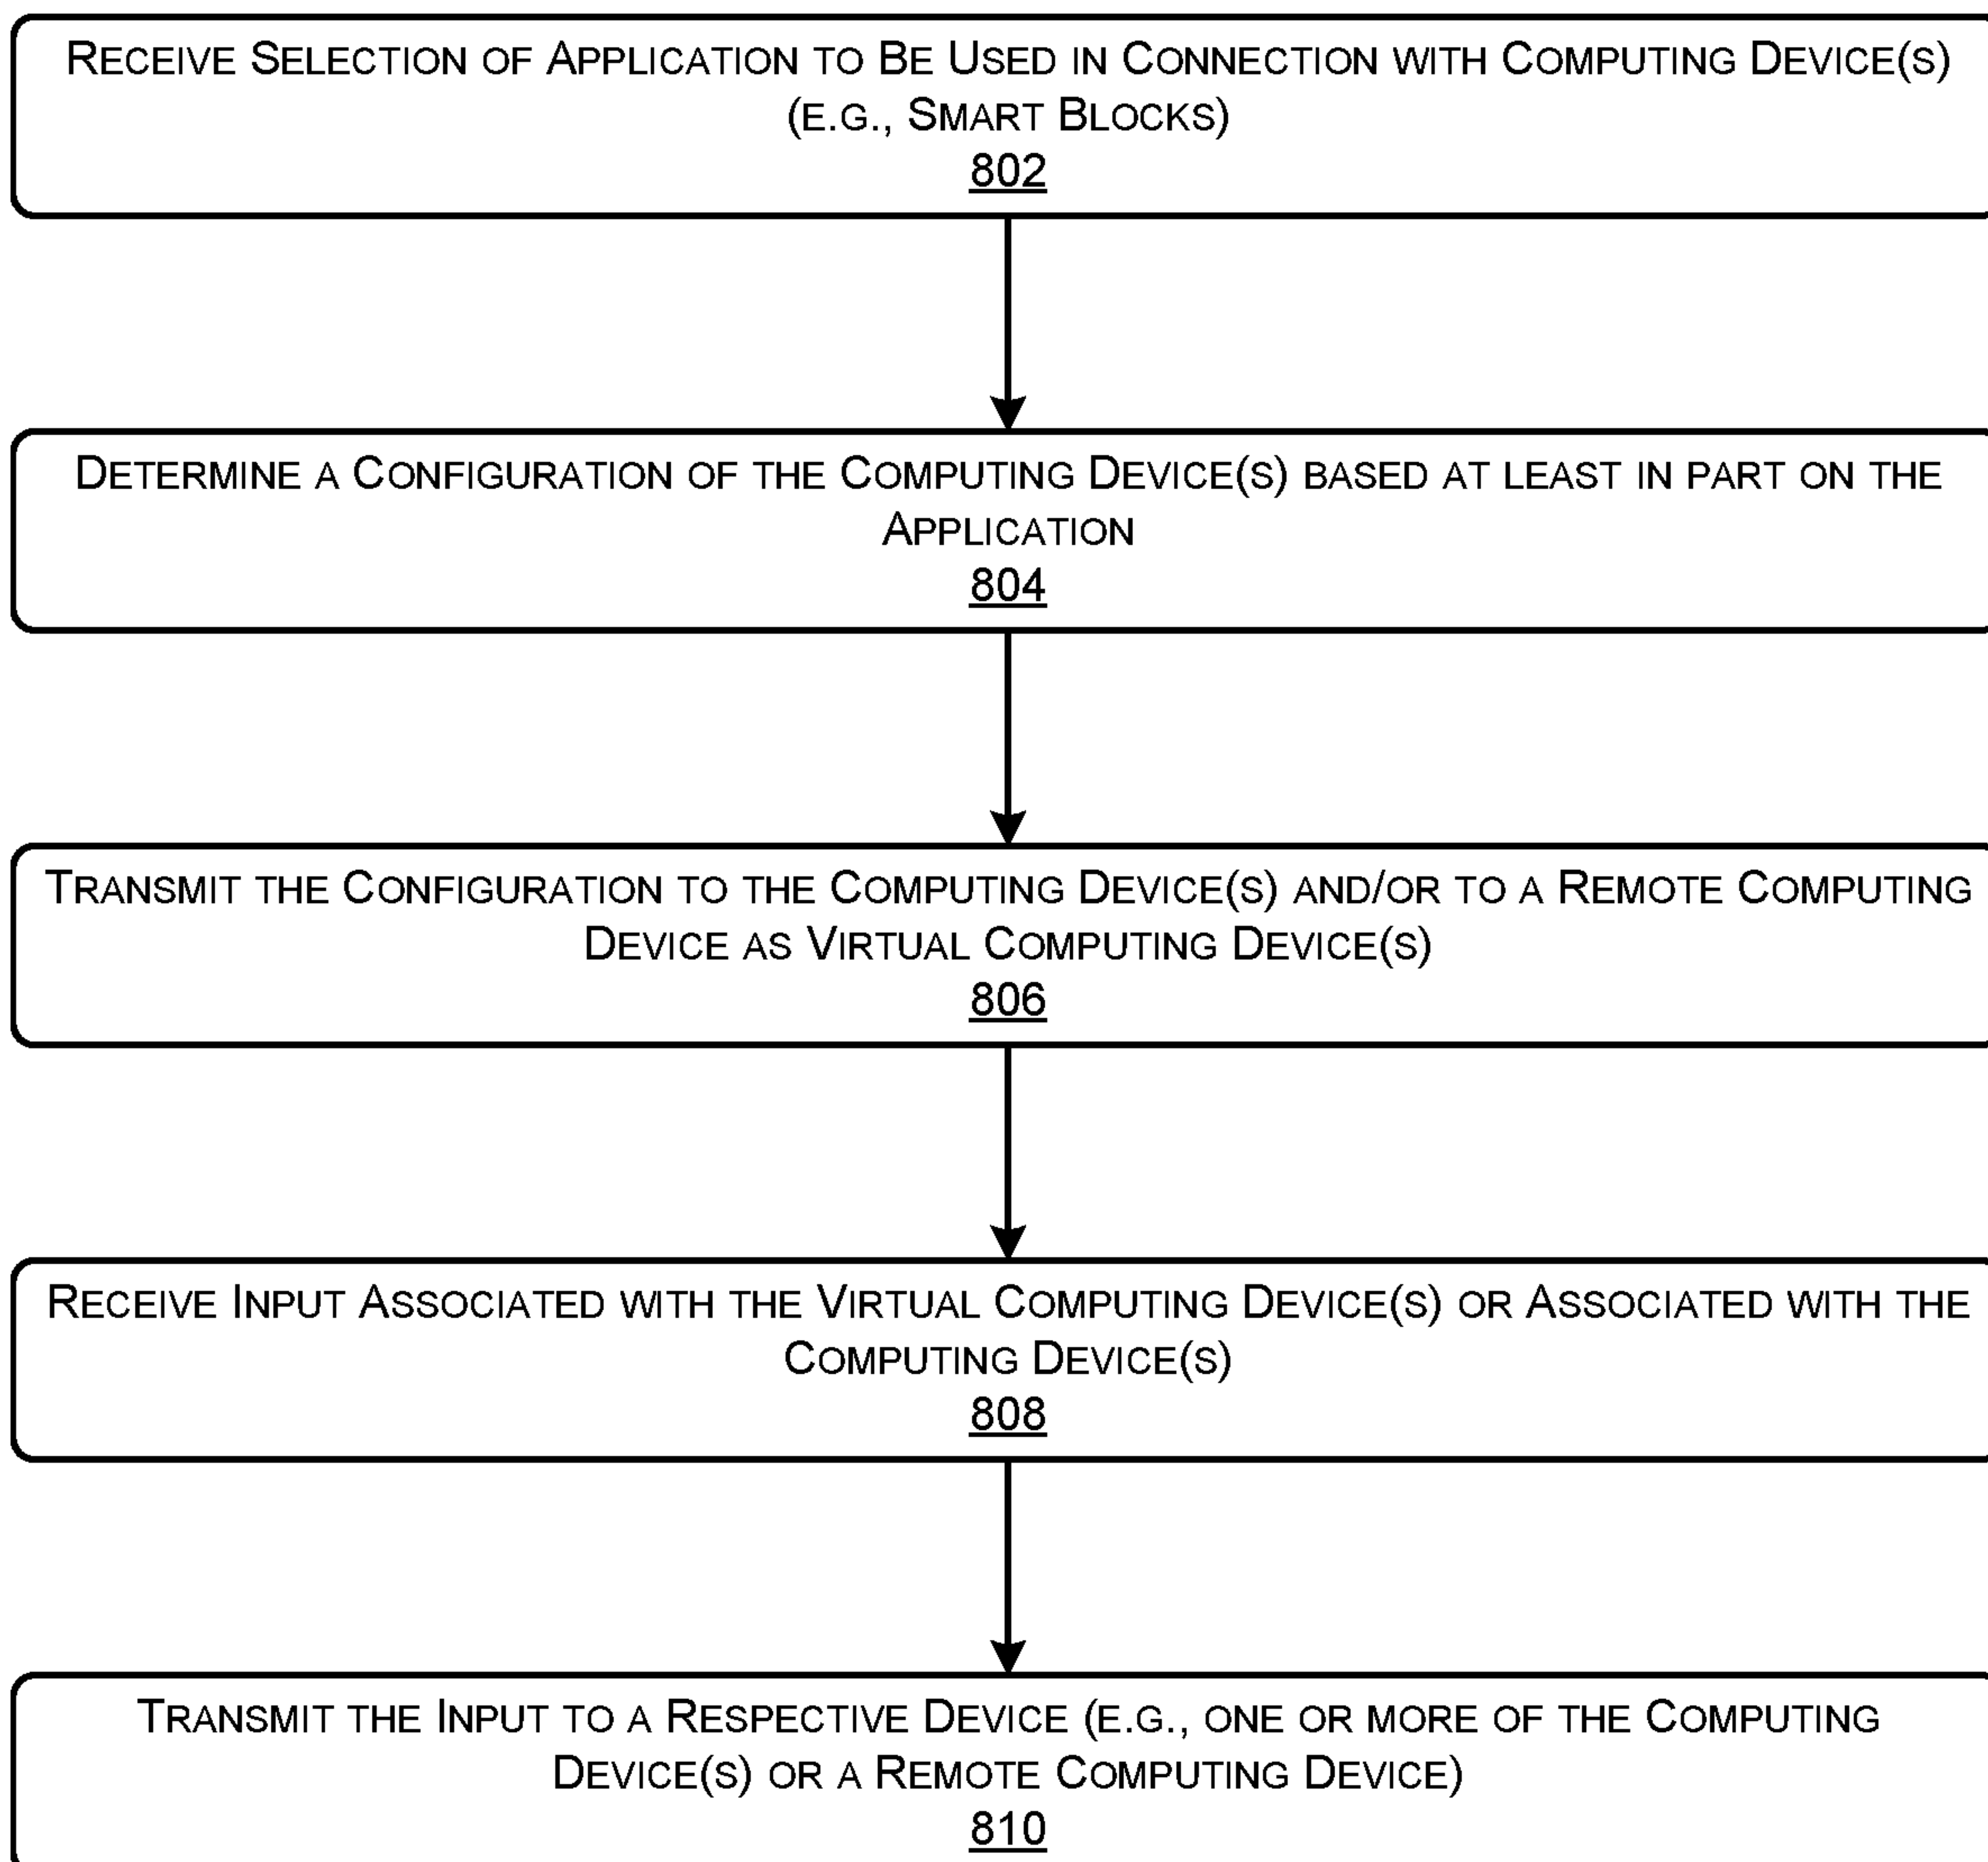 Receive Selection of Application to Be Used in Connection with Computing Device(s)
(e.g., Smart Blocks)
802
Determine a Configuration of the Computing Device(s) based at least in part on the
Application
804
Transmit the Configuration to the Computing Device(s) and/or to a Remote Computing
Device as Virtual Computing Device(s)
806
Receive Input Associated with the Virtual Computing Device(s) or Associated with the
Computing Device(s)
808
Transmit the Input to a Respective Device (e.g., one or more of the Computing
Device(s) or a Remote Computing Device)
810